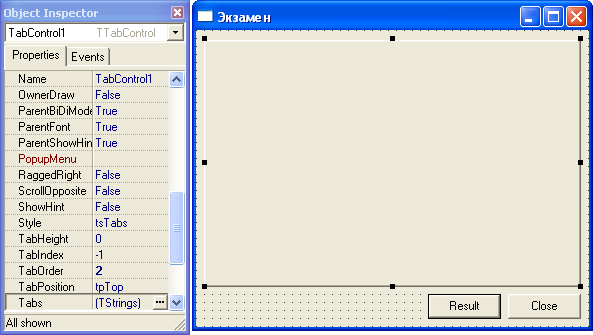 Object Inspector
TabControl1 TTabControl
Properties Events
Name TabControl1
OwnerDraw False
ParentBiDiMode True
ParentFont True
ParentShowHin True
PopupMenu
RaggedRight False
ScrollOpposite False
ShowHint False
Style tsTabs
TabHeight 0
TabIndex -1
TabOrder 2
TabPosition tpTop
Tabs (TStrings) ...
All shown
Экзамен
Result Close